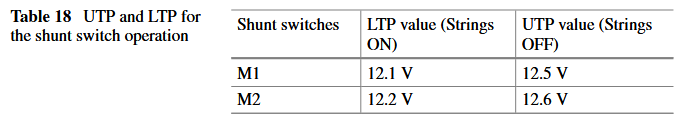 Table 18 UTP and LTP for
the shunt switch operation
Shunt switches LTP value (Strings UTP value (Strings
ON) OFF)
M1 12.1 V 12.5 V
M2 12.2 V 12.6 V